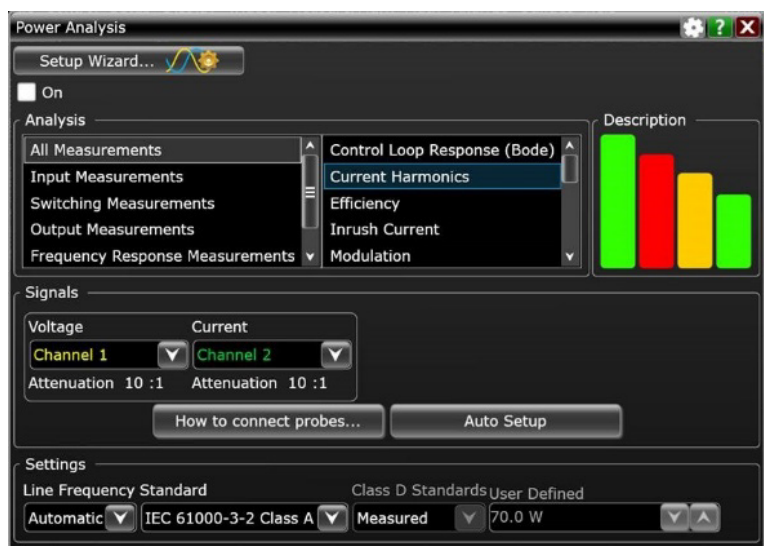 Power Analysis ?  X
Setup Wizard...
On
Analysis
All Measurements
Input Measurements
Switching Measurements
Output Measurements
Frequency Response Measurements
Control Loop Response (Bode)
Current Harmonics
Efficiency
Inrush Current
Modulation
Description
Signals
Voltage Current
Channel 1 Channel 2
Attenuation 10 :1 Attenuation 10 :1
How to connect probes... Auto Setup
Settings
Line Frequency Standard Class D Standards User Defined
Automatic IEC 61000-3-2 Class A Measured 70.0 W